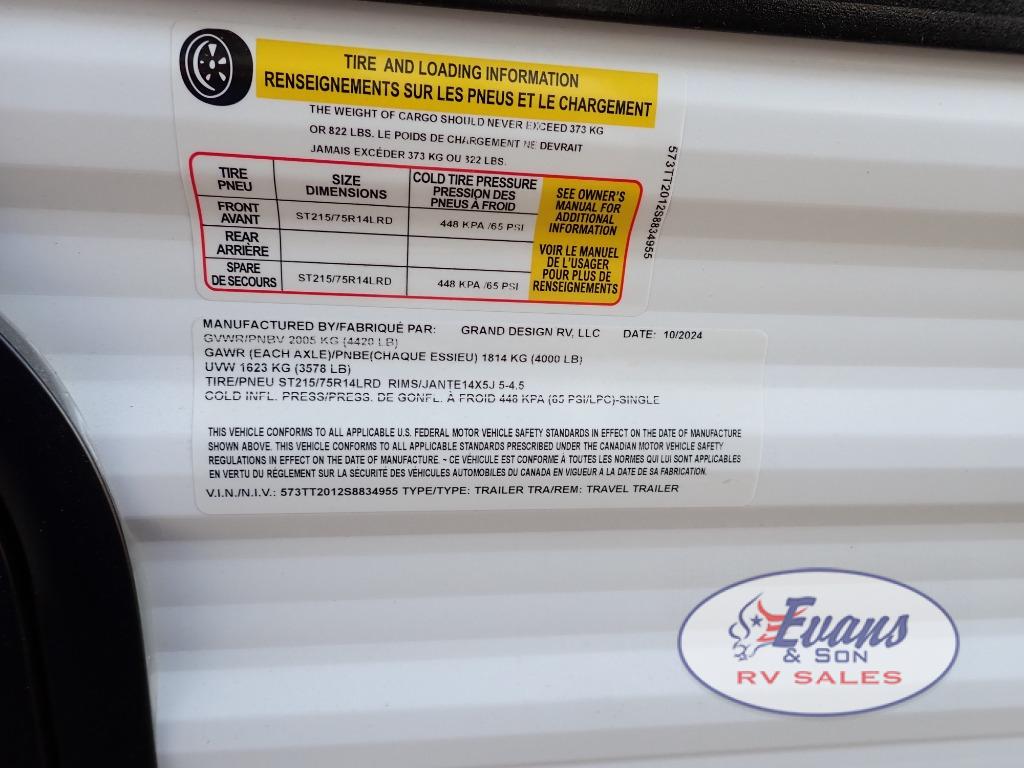 TIRE AND LOADING INFORMATION
RENSEIGNEMENTS SUR LES PNEUS ET LE CHARGEMENT
THE WEIGHT OF CARGO SHOULD NEVER EXCEED 373 KG
OR 822 LBS. LE POIDS DE CHARGEMENT NE DEVRAIT
JAMAIS EXCÉDER 373 KG OU 822 LBS.
TIRE
PNEU
SIZE
DIMENSIONS
COLD TIRE PRESSURE
PRESSION DES
PNEUS À FROID
FRONT
AVANT
ST215/75R14LRD
448 KPA /65 PSI
REAR
ARRIÈRE
SPARE
DE SECOURS
ST215/75R14LRD
448 KPA /65 PSI
SEE OWNER'S
MANUAL FOR
ADDITIONAL
INFORMATION
VOIR LE MANUEL
DE L'USAGER
POUR PLUS DE
RENSEIGNEMENTS
573TT2012S8834955
MANUFACTURED BY/FABRIQUÉ PAR: GRAND DESIGN RV, LLC DATE: 10/2024
GVWR/PNBV 2005 KG (4420 LB)
GAWR (EACH AXLE)/PNBE(CHAQUE ESSIEU) 1814 KG (4000 LB)
UVW 1623 KG (3578 LB)
TIRE/PNEU ST215/75R14LRD RIMS/JANTE14X5J 5-4.5
COLD INFL. PRESS/PRESS. DE GONFL. À FROID 448 KPA (65 PSI/LPC)-SINGLE
THIS VEHICLE CONFORMS TO ALL APPLICABLE U.S. FEDERAL MOTOR VEHICLE SAFETY STANDARDS IN EFFECT ON THE DATE OF MANUFACTURE
SHOWN ABOVE. THIS VEHICLE CONFORMS TO ALL APPLICABLE STANDARDS PRESCRIBED UNDER THE CANADIAN MOTOR VEHICLE SAFETY
REGULATIONS IN EFFECT ON THE DATE OF MANUFACTURE. ~ CE VÉHICULE EST CONFORME À TOUTES LES NORMES QUI LUI SONT APPLICABLES
EN VERTU DU RÈGLEMENT SUR LA SÉCURITÉ DES VÉHICULES AUTOMOBILES DU CANADA EN VIGUEUR A LA DATE DE SA FABRICATION.
V.I.N./N.I.V.: 573TT2012S8834955 TYPE/TYPE: TRAILER TRA/REM: TRAVEL TRAILER
Evans
& SON
RV SALES